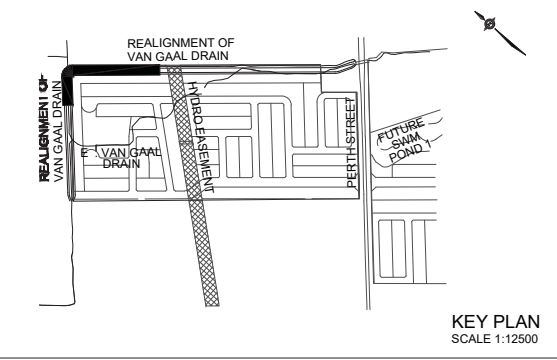 REALIGNMENT OF
VAN GAAL DRAIN
REALIGNMENT OF
VAN GAAL DRAIN
HYDRO EASEMENT
E : VAN GAAL
DRAIN
PERTH STREET
FUTURE
SWM
POND 1
KEY PLAN
SCALE 1:12500